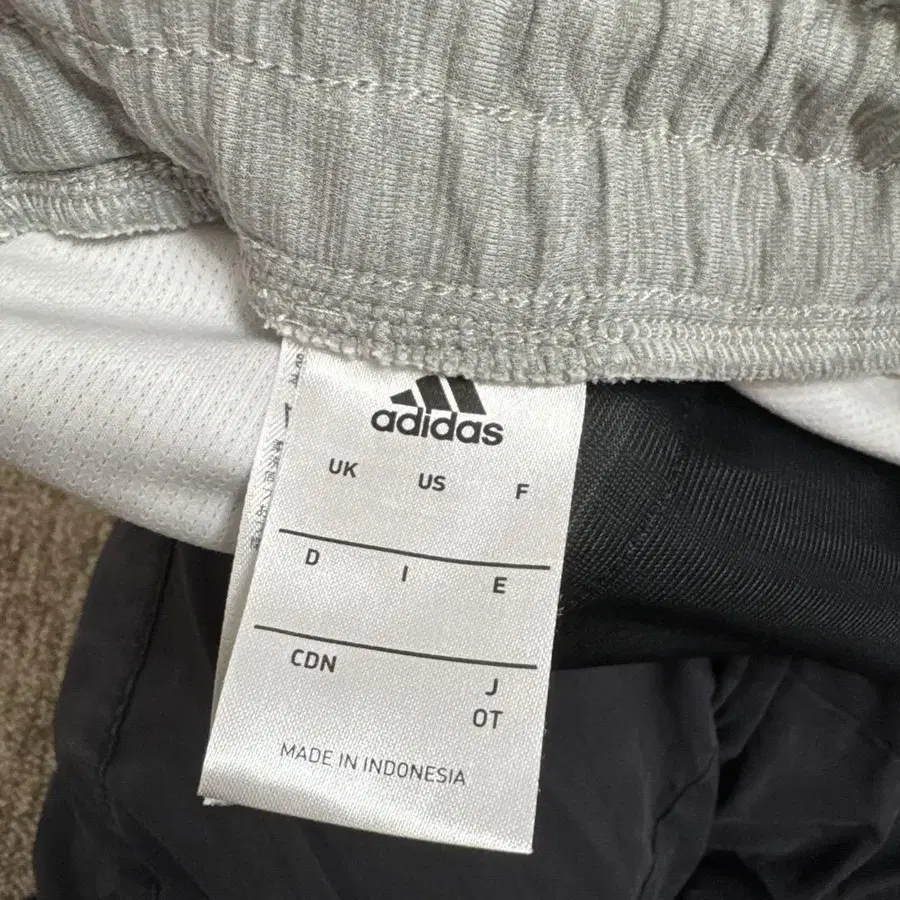 adidas
UK US F
D I E
CDN J
OT
MADE IN INDONESIA